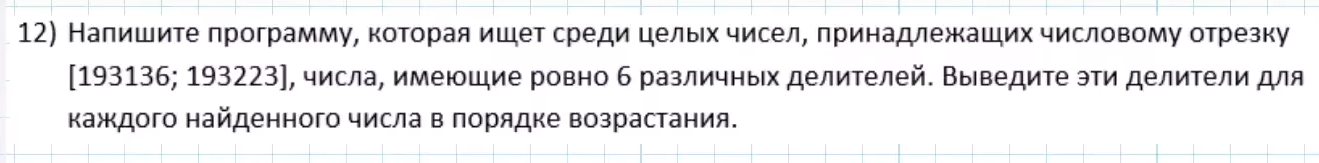 12) Напишите программу, которая ищет среди целых чисел, принадлежащих числовому отрезку
[193136; 193223], числа, имеющие ровно 6 различных делителей. Выведите эти делители для
каждого найденного числа в порядке возрастания.